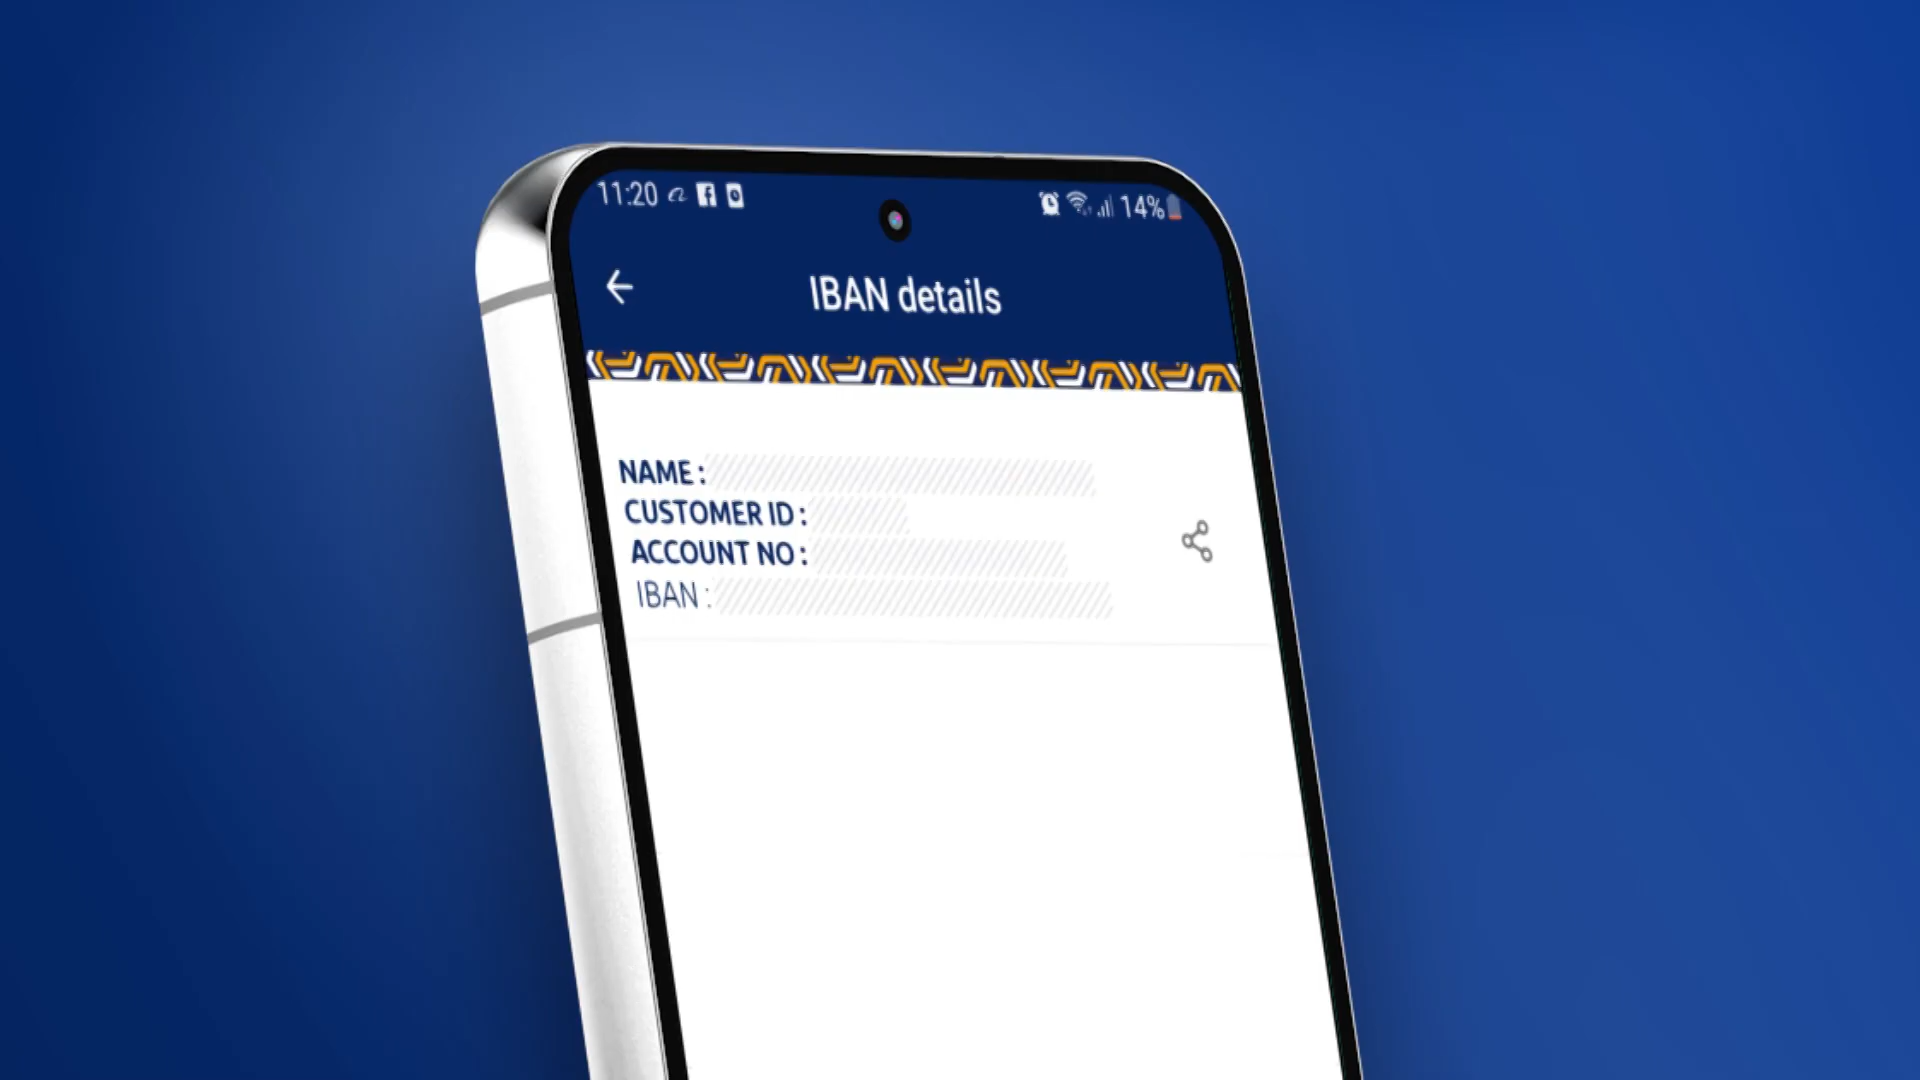 11:20
14%
IBAN details
NAME :
CUSTOMER ID :
ACCOUNT NO :
IBAN :